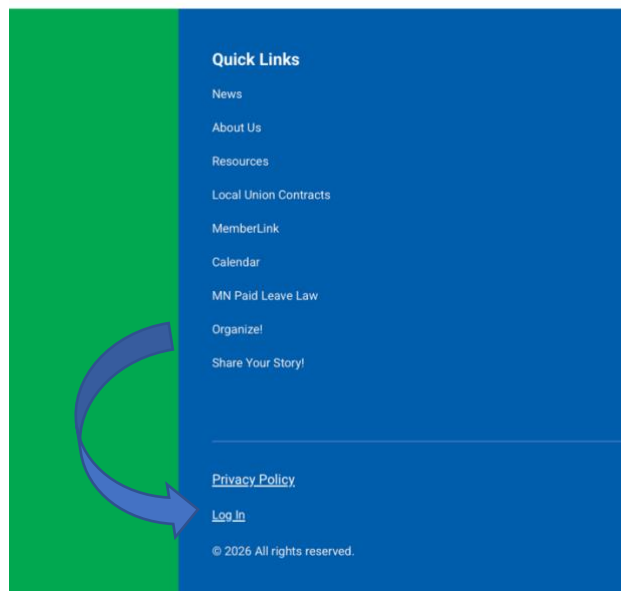 Quick Links
News
About Us
Resources
Local Union Contracts
MemberLink
Calendar
MN Paid Leave Law
Organize!
Share Your Story!
Privacy Policy
Log In
© 2026 All rights reserved.